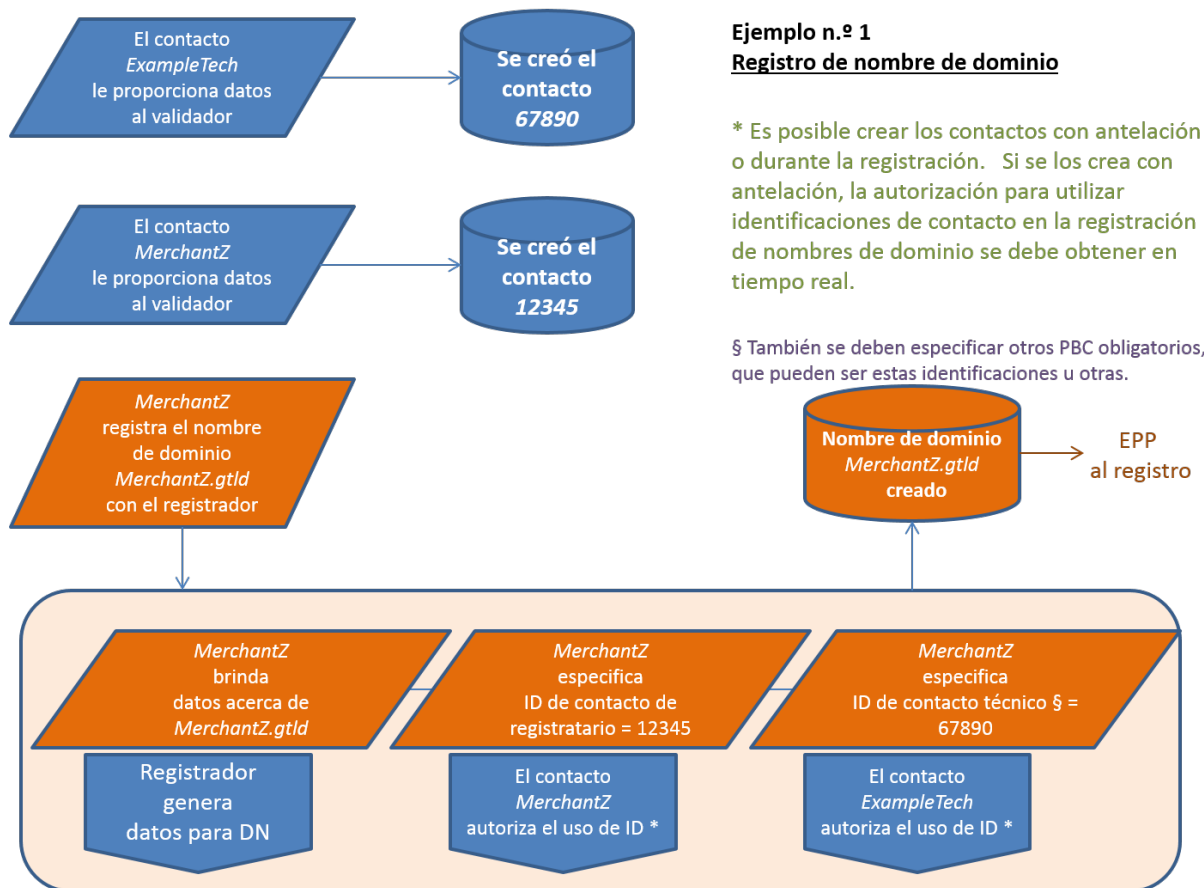 El contacto
ExampleTech
le proporciona datos
al validador
Se creó el
contacto
67890
Ejemplo n.º 1
Registro de nombre de dominio
* Es posible crear los contactos con antelación
o durante la registración. Si se los crea con
antelación, la autorización para utilizar
identificaciones de contacto en la registración
de nombres de dominio se debe obtener en
tiempo real.
El contacto
MerchantZ
le proporciona datos
al validador
Se creó el
contacto
12345
§ También se deben especificar otros PBC obligatorios,
que pueden ser estas identificaciones u otras.
MerchantZ
registra el nombre
de dominio
MerchantZ.gtld
con el registrador
Nombre de dominio
MerchantZ.gtld
creado
EPP
al registro
MerchantZ
brinda
datos acerca de
MerchantZ.gtld
MerchantZ
especifica
ID de contacto de
registratario = 12345
MerchantZ
especifica
ID de contacto técnico § =
67890
Registrador
genera
datos para DN
El contacto
MerchantZ
autoriza el uso de ID *
El contacto
ExampleTech
autoriza el uso de ID *